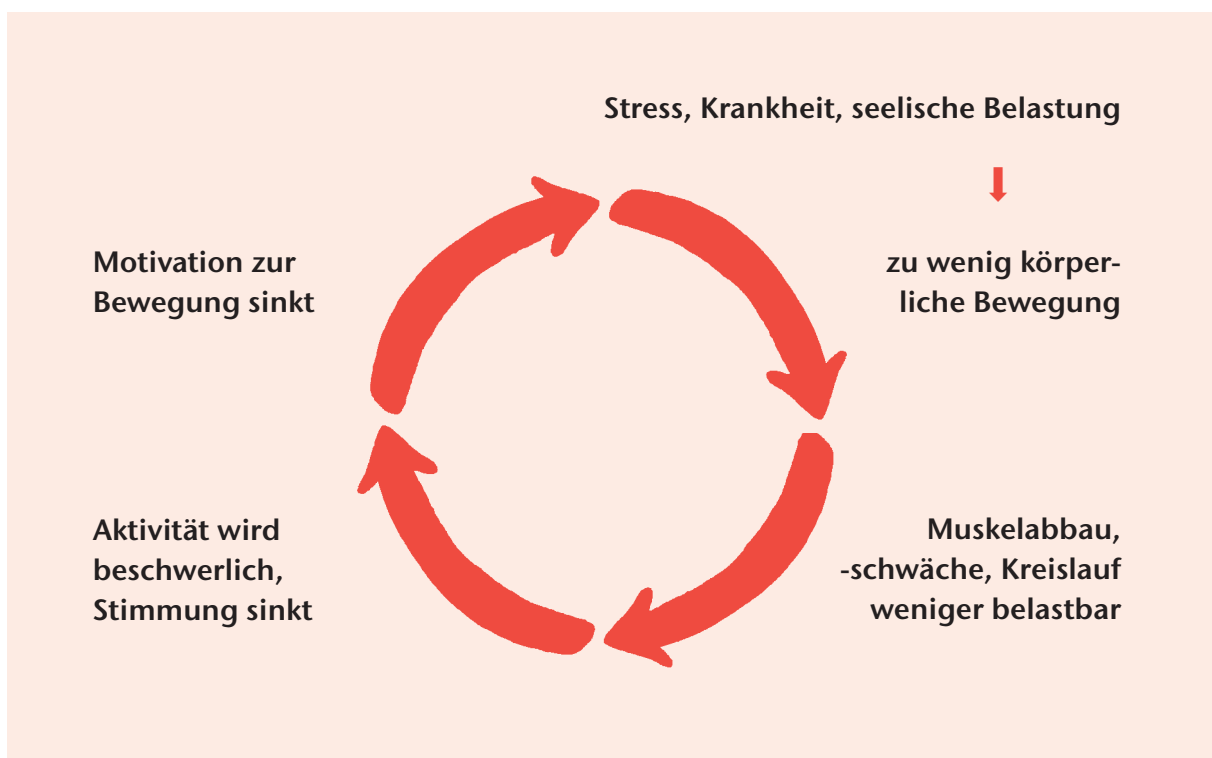 Stress, Krankheit, seelische Belastung
zu wenig körper-
liche Bewegung
Muskelabbau,
-schwäche, Kreislauf
weniger belastbar
Aktivität wird
beschwerlich,
Stimmung sinkt
Motivation zur
Bewegung sinkt